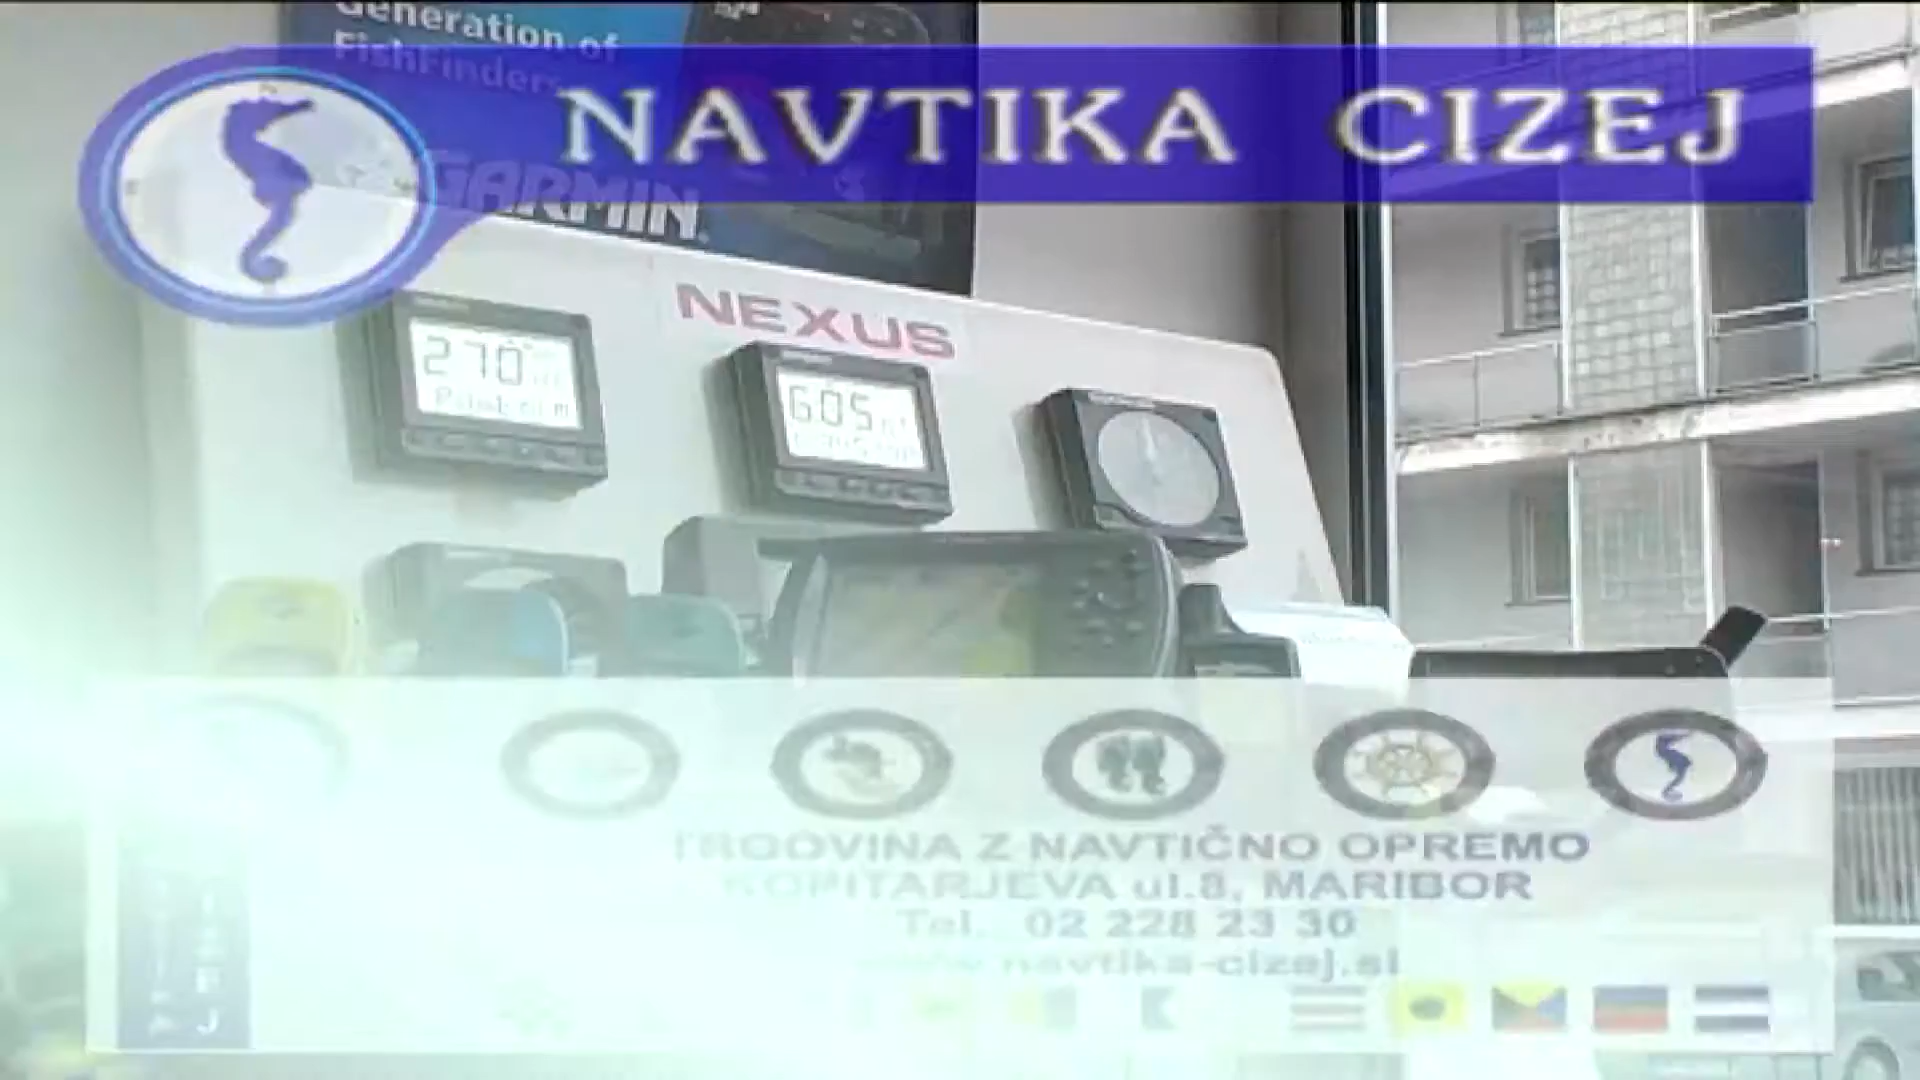 Generation of
FishFinders
NAVTIKA CIZEJ
GARMIN
NEXUS
270
605
TRGOVINA Z NAVTIČNO OPREMO
KOPITARJEVA ul.8, MARIBOR
Tel. 02 228 23 30
www.navtika-cizej.si